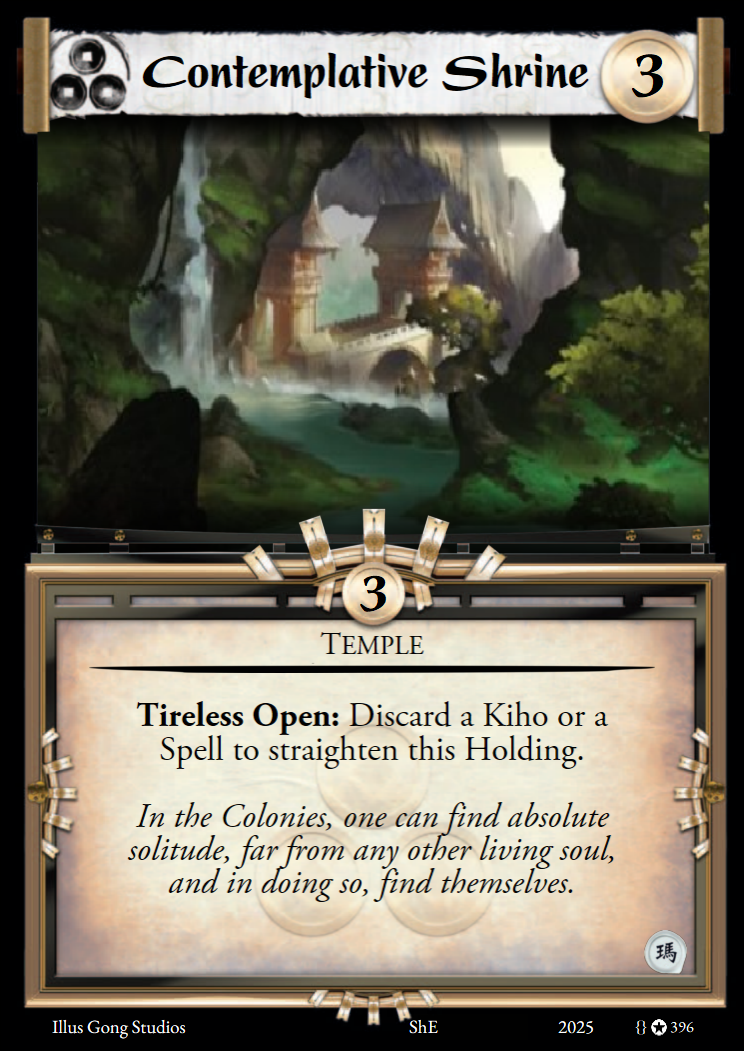 Contemplative Shrine
3
3
TEMPLE
Tireless Open: Discard a Kiho or a
Spell to straighten this Holding.
In the Colonies, one can find absolute
solitude, far from any other living soul,
and in doing so, find themselves.
瑪
Illus Gong Studios ShE 2025 {} ✪ 396